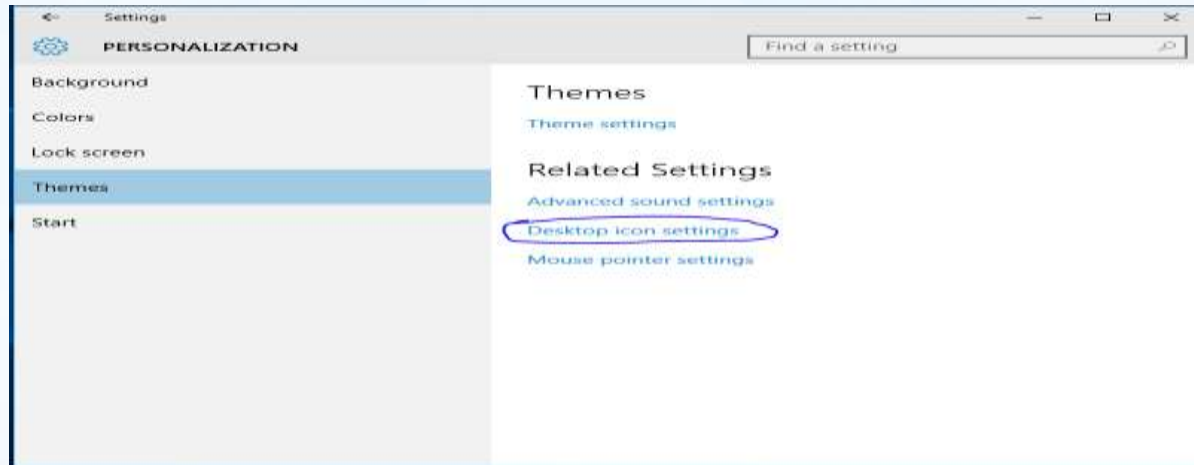 Settings
PERSONALIZATION
Find a setting
Background
Colors
Lock screen
Themes
Start
Themes
Theme settings
Related Settings
Advanced sound settings
Desktop icon settings
Mouse pointer settings